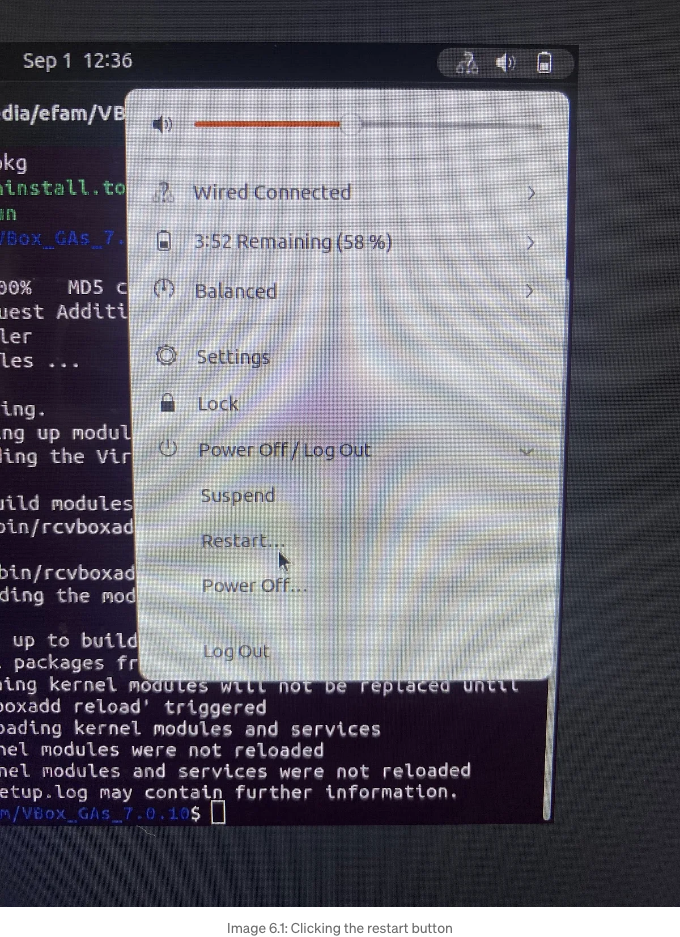 Sep 1 12:36
dia/efam/VB
okg
ninstall.to
un
VBox_GAs_7.
Wired Connected
3:52 Remaining (58 %)
Balanced
00% MD5 c
uest Additi
ler
les ...
Settings
Lock
Power Off / Log Out
Suspend
Restart...
Power Off...
Log Out
ing.
ng up modul
ding the Vir
uild modules
bin/rcvboxad
bin/rcvboxad
ding the mod
up to build
packages fr
ning kernel modules will not be replaced until
boxadd reload' triggered
oading kernel modules and services
nel modules were not reloaded
nel modules and services were not reloaded
etup.log may contain further information.
m/VBox_GAs_7.0.10$
Image 6.1: Clicking the restart button